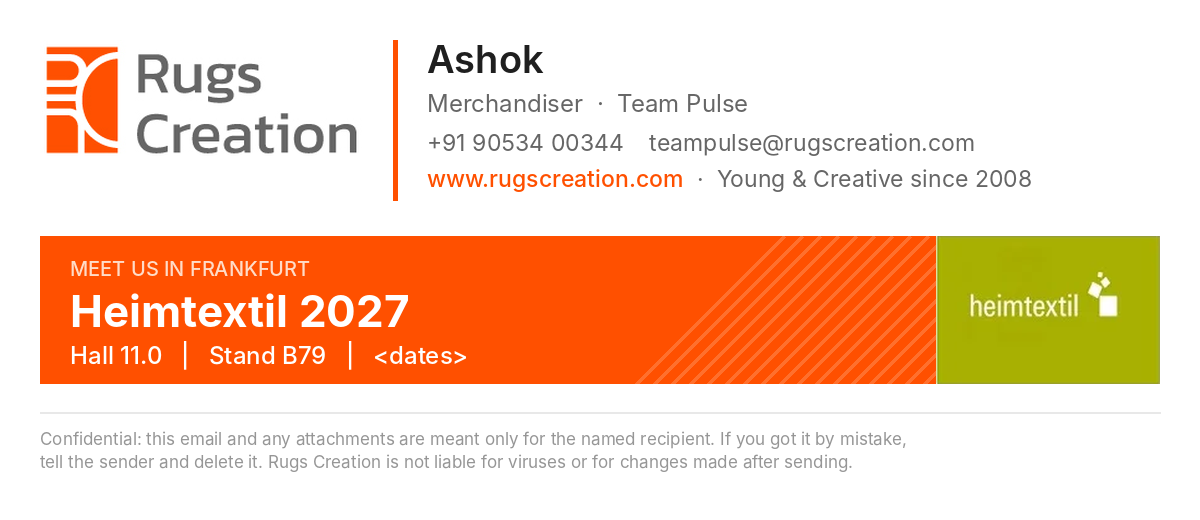 Rugs
Creation
Ashok
Merchandiser · Team Pulse
+91 90534 00344 teampulse@rugscreation.com
www.rugscreation.com · Young & Creative since 2008
MEET US IN FRANKFURT
Heimtextil 2027
Hall 11.0 | Stand B79 | <dates>
heimtextil
Confidential: this email and any attachments are meant only for the named recipient. If you got it by mistake,
tell the sender and delete it. Rugs Creation is not liable for viruses or for changes made after sending.